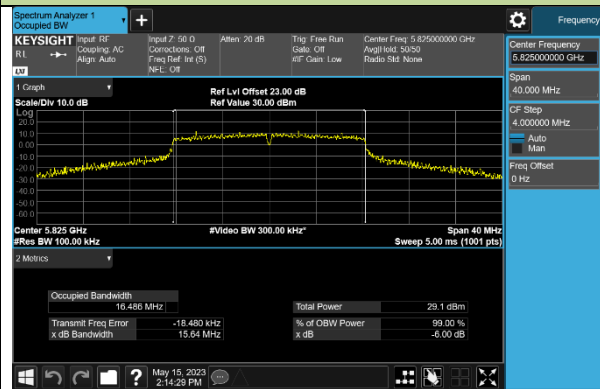 Spectrum Analyzer 1
Occupied BW
Frequency
KEYSIGHT
RL
LXI
Input: RF
Coupling: AC
Align: Auto
Input Z: 50 Ω
Corrections: Off
Freq Ref: Int (S)
NFE: Off
Atten: 20 dB
Trig: Free Run
Gate: Off
#IF Gain: Low
Center Freq: 5.825000000 GHz
Avg|Hold: 50/50
Radio Std: None
Center Frequency
5.825000000 GHz
Span
40.000 MHz
CF Step
4.000000 MHz
Auto
Man
Freq Offset
0 Hz
1 Graph
Scale/Div 10.0 dB
Ref Lvl Offset 23.00 dB
Ref Value 30.00 dBm
Log
20.0
10.0
0.00
-10.0
-20.0
-30.0
-40.0
-50.0
-60.0
Center 5.825 GHz
#Video BW 300.00 kHz*
Span 40 MHz
#Res BW 100.00 kHz
Sweep 5.00 ms (1001 pts)
2 Metrics
Occupied Bandwidth
16.486 MHz
Total Power 29.1 dBm
Transmit Freq Error -18.480 kHz
% of OBW Power 99.00 %
x dB Bandwidth 15.64 MHz
x dB -6.00 dB
May 15, 2023
2:14:29 PM